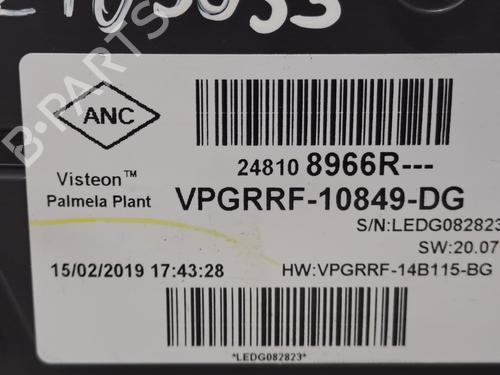 ANC
24810 8966R---
Visteon™
Palmela Plant
VPGRRF-10849-DG
S/N:LEDG082823
SW:20.07
15/02/2019 17:43:28
HW:VPGRRF-14B115-BG
*LEDG082823*
B-PARTS